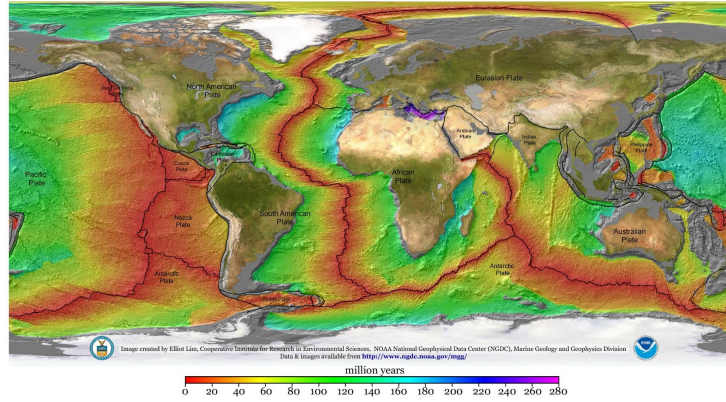 North American
Plate
Eurasian Plate
Juan de Fuca
Plate
Arabian
Plate
Indian
Plate
Philippine
Plate
Caribbean
Plate
Cocos
Plate
Pacific
Plate
African
Plate
Nazca
Plate
South American
Plate
Australian
Plate
Antarctic
Plate
Antarctic
Plate
Scotia Plate
Image created by Elliot Lim, Cooperative Institute for Research in Environmental Sciences, NOAA National Geophysical Data Center (NGDC), Marine Geology and Geophysics Division
Data & images available from http://www.ngdc.noaa.gov/mgg/
million years
0 20 40 60 80 100 120 140 160 180 200 220 240 260 280